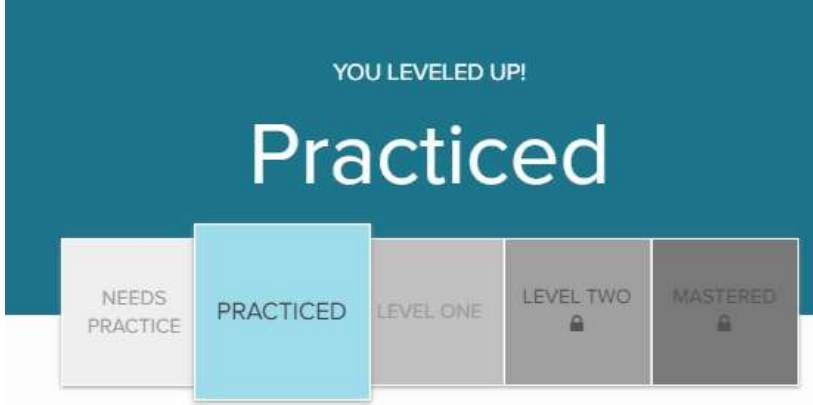 YOU LEVELED UP!
Practiced
NEEDS
PRACTICE
PRACTICED
LEVEL ONE
LEVEL TWO
MASTERED